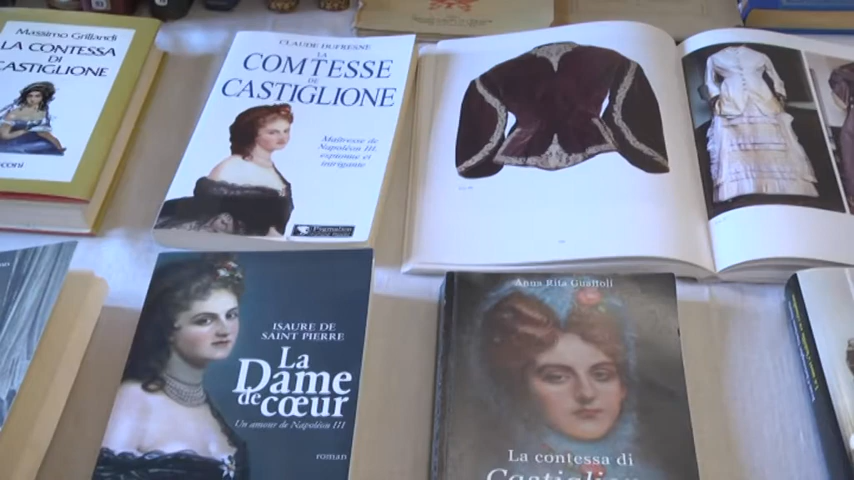 Massimo Grillandi
LA CONTESSA
DI
CASTIGLIONE
CLAUDE DUFRESNE
LA
COMTESSE
DE
CASTIGLIONE
Maîtresse de
Napoléon III,
espionne et
intrigante
Pygmalion
ISAURE DE
SAINT PIERRE
La
Dame
de cœur
Un amour de Napoléon III
roman
Anna Rita Guaitoli
La contessa di
Castiglione